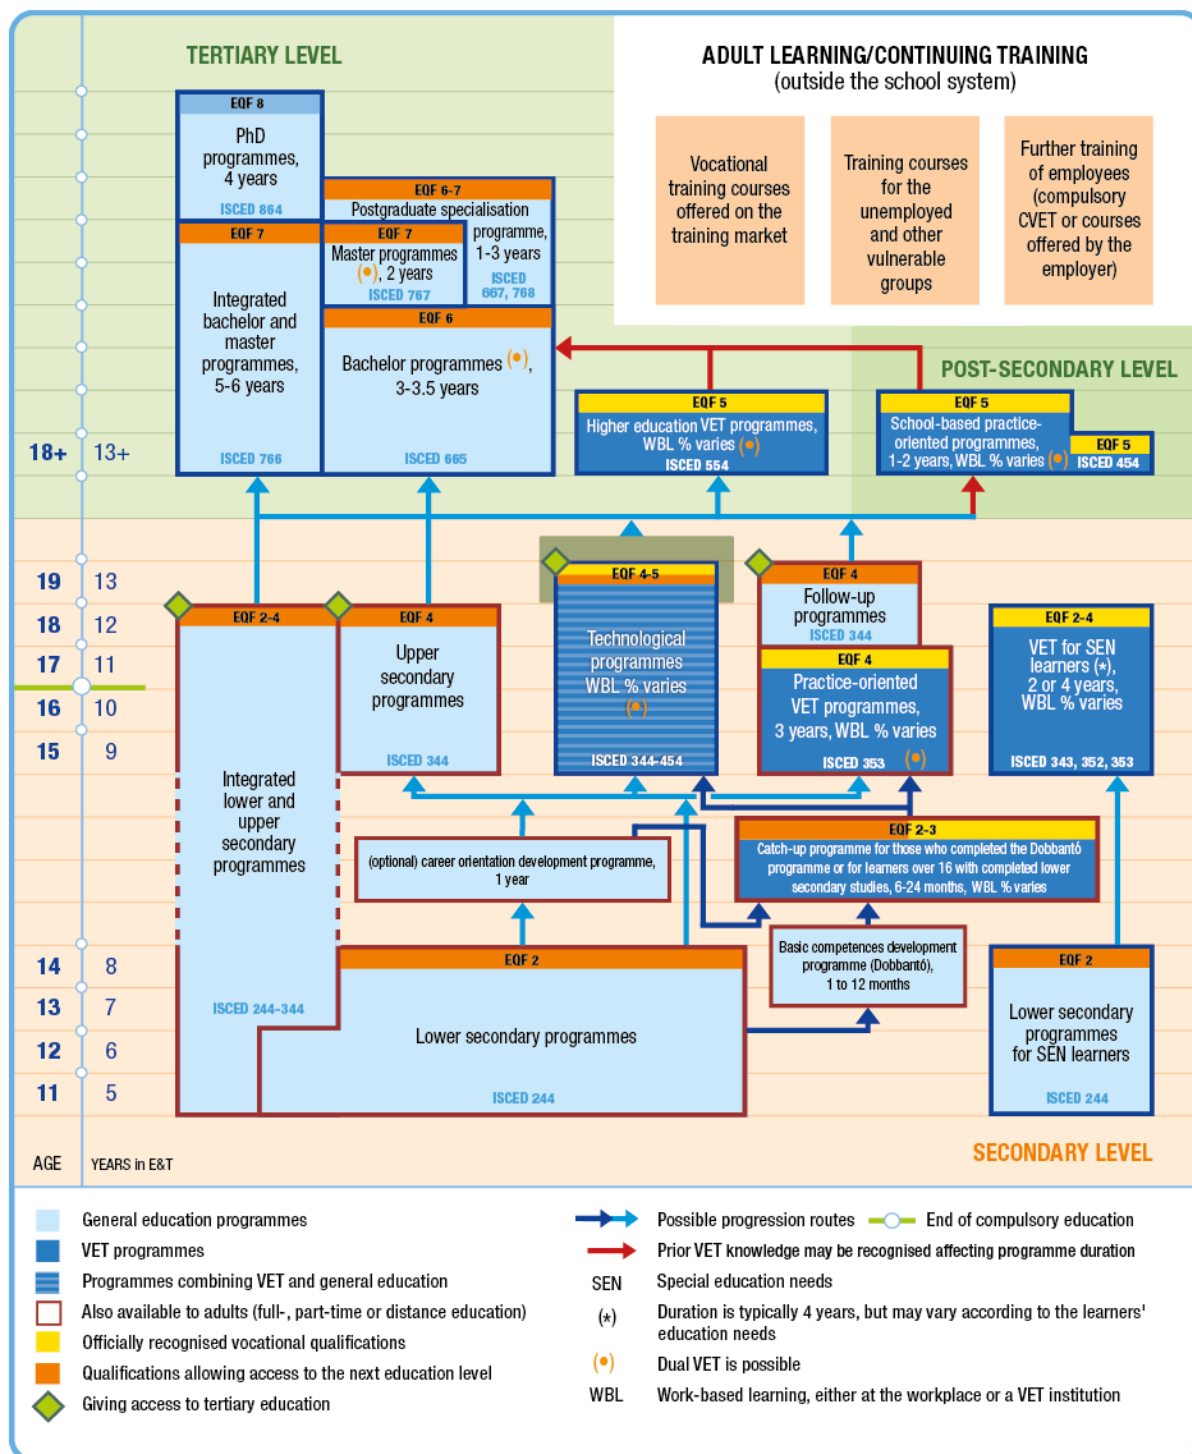 TERTIARY LEVEL
ADULT LEARNING/CONTINUING TRAINING
(outside the school system)
Vocational
training courses
offered on the
training market
Training courses
for the
unemployed
and other
vulnerable
groups
Further training
of employees
(compulsory
CVET or courses
offered by the
employer)
EQF 8
PhD
programmes,
4 years
ISCED 864
EQF 6-7
Postgraduate specialisation
programme,
1-3 years
ISCED
667, 768
EQF 7
Integrated
bachelor and
master
programmes,
5-6 years
ISCED 766
EQF 7
Master programmes
(•), 2 years
ISCED 767
EQF 6
Bachelor programmes (•),
3-3.5 years
ISCED 665
POST-SECONDARY LEVEL
EQF 5
Higher education VET programmes,
WBL % varies (•)
ISCED 554
EQF 5
School-based practice-
oriented programmes,
1-2 years, WBL % varies (•)
EQF 5
ISCED 454
18+ 13+
19 13
18 12
17 11
16 10
15 9
14 8
13 7
12 6
11 5
AGE YEARS in E&T
EQF 2-4
Integrated
lower and
upper
secondary
programmes
ISCED 244-344
EQF 4
Upper
secondary
programmes
ISCED 344
EQF 4-5
Technological
programmes
WBL % varies
(•)
ISCED 344-454
EQF 4
Follow-up
programmes
ISCED 344
EQF 4
Practice-oriented
VET programmes,
3 years, WBL % varies
ISCED 353 (•)
EQF 2-4
VET for SEN
learners (*),
2 or 4 years,
WBL % varies
ISCED 343, 352, 353
(optional) career orientation development programme,
1 year
EQF 2-3
Catch-up programme for those who completed the Dobbantó
programme or for learners over 16 with completed lower
secondary studies, 6-24 months, WBL % varies
Basic competences development
programme (Dobbantó),
1 to 12 months
EQF 2
Lower secondary programmes
ISCED 244
EQF 2
Lower secondary
programmes
for SEN learners
ISCED 244
SECONDARY LEVEL
General education programmes
VET programmes
Programmes combining VET and general education
Also available to adults (full-, part-time or distance education)
Officially recognised vocational qualifications
Qualifications allowing access to the next education level
Giving access to tertiary education
Possible progression routes
End of compulsory education
Prior VET knowledge may be recognised affecting programme duration
SEN Special education needs
(*) Duration is typically 4 years, but may vary according to the learners'
education needs
(•) Dual VET is possible
WBL Work-based learning, either at the workplace or a VET institution